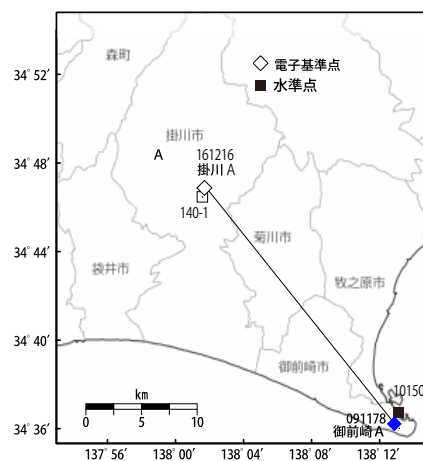 森町
34° 52'
電子基準点
水準点
掛川市
A
161216
掛川 A
34° 48'
140-1
菊川市
34° 44'
袋井市
牧之原市
34° 40'
御前崎市
km
0 5 10
10150
091178
御前崎 A
34° 36'
137° 56' 138° 00' 138° 04' 138° 08' 138° 12'